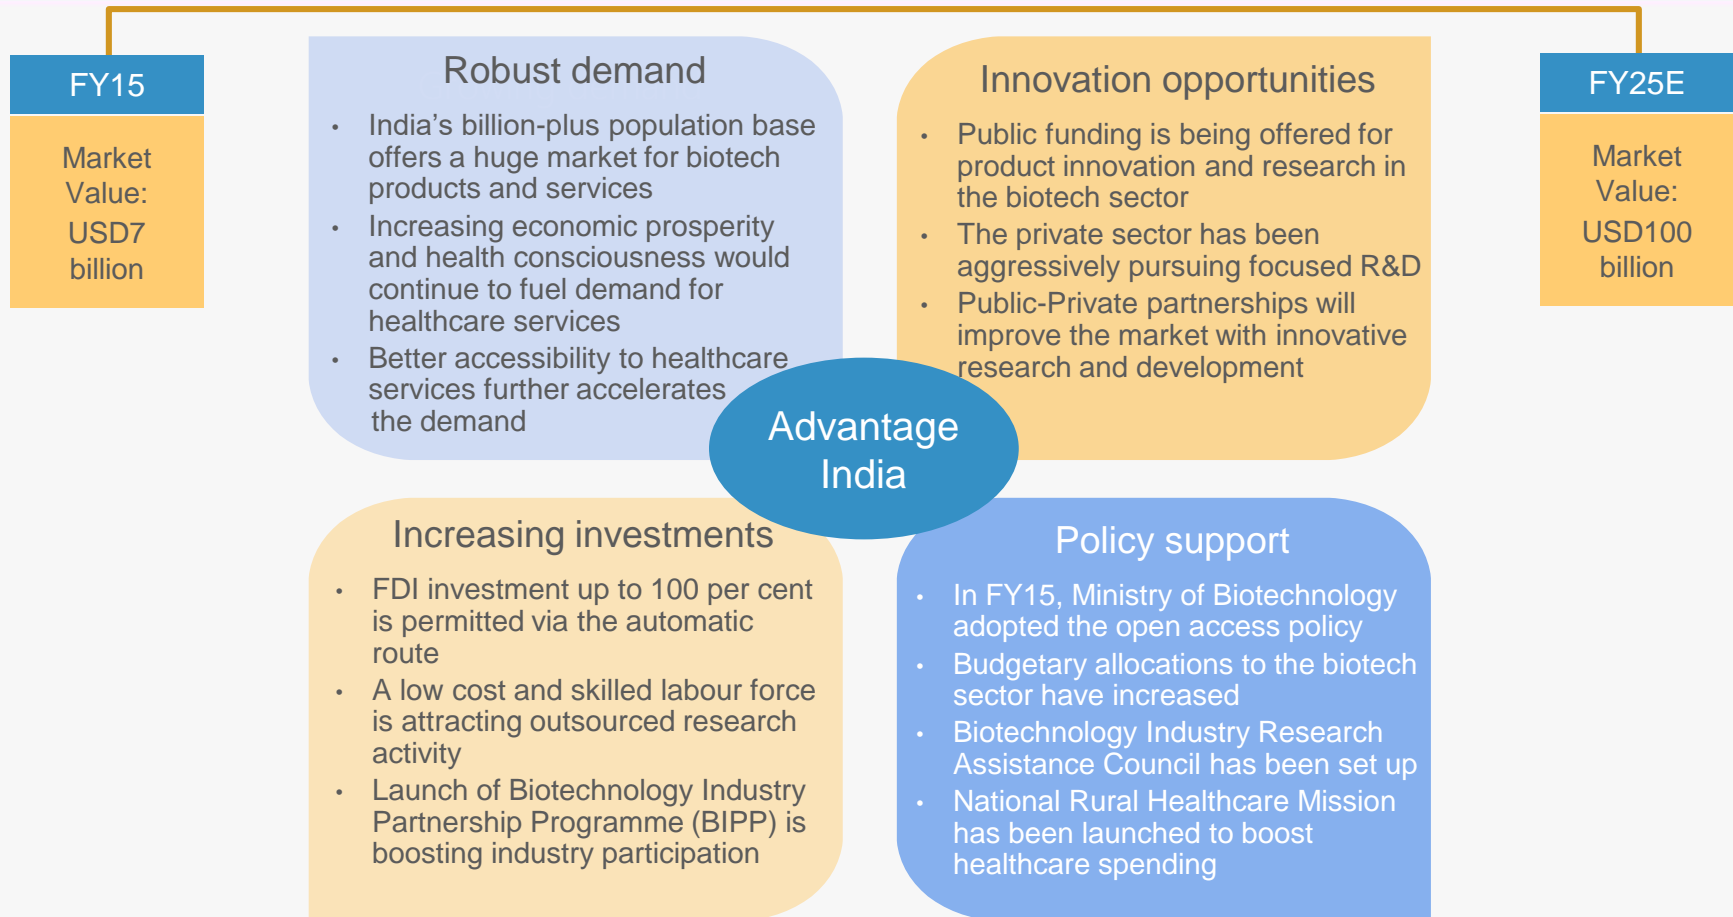 FY15
Market
Value:
USD7
billion
Robust demand
• India’s billion-plus population base
offers a huge market for biotech
products and services
• Increasing economic prosperity
and health consciousness would
continue to fuel demand for
healthcare services
• Better accessibility to healthcare
services further accelerates
the demand
Innovation opportunities
• Public funding is being offered for
product innovation and research in
the biotech sector
• The private sector has been
aggressively pursuing focused R&D
• Public-Private partnerships will
improve the market with innovative
research and development
FY25E
Market
Value:
USD100
billion
Advantage
India
Increasing investments
• FDI investment up to 100 per cent
is permitted via the automatic
route
• A low cost and skilled labour force
is attracting outsourced research
activity
• Launch of Biotechnology Industry
Partnership Programme (BIPP) is
boosting industry participation
Policy support
• In FY15, Ministry of Biotechnology
adopted the open access policy
• Budgetary allocations to the biotech
sector have increased
• Biotechnology Industry Research
Assistance Council has been set up
• National Rural Healthcare Mission
has been launched to boost
healthcare spending